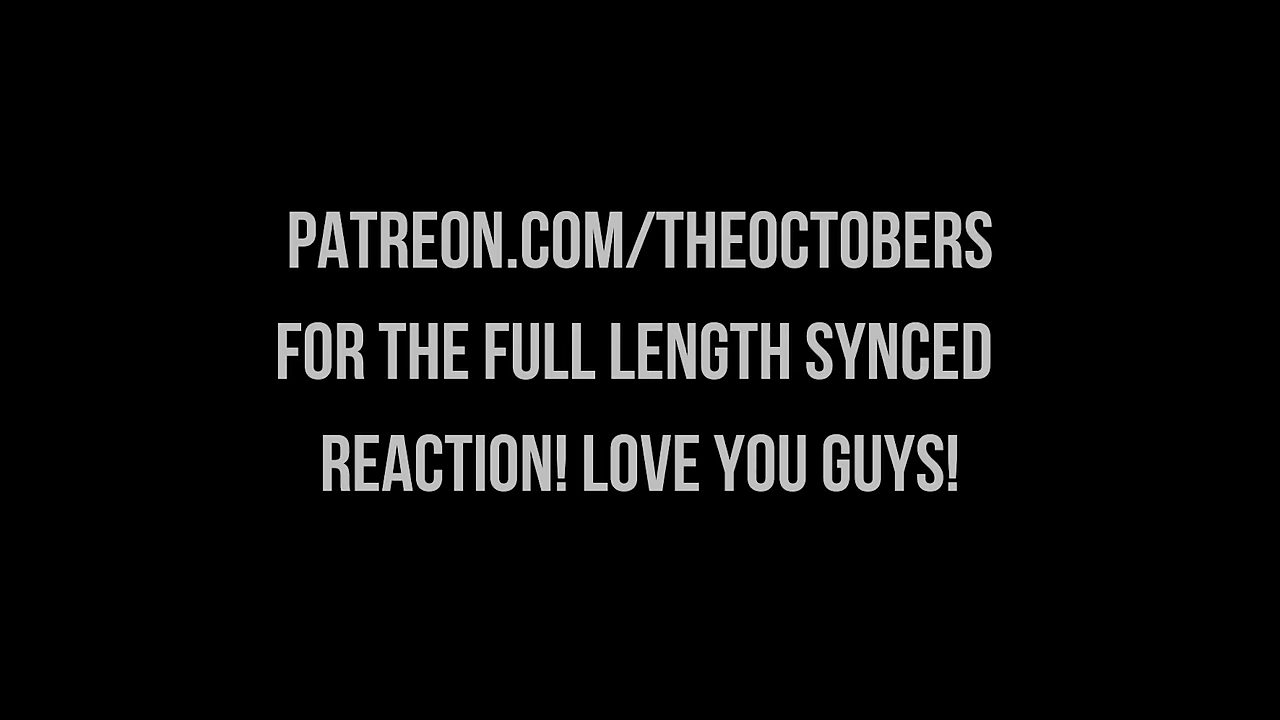 PATREON.COM/THEOCTOBERS
FOR THE FULL LENGTH SYNCED
REACTION! LOVE YOU GUYS!